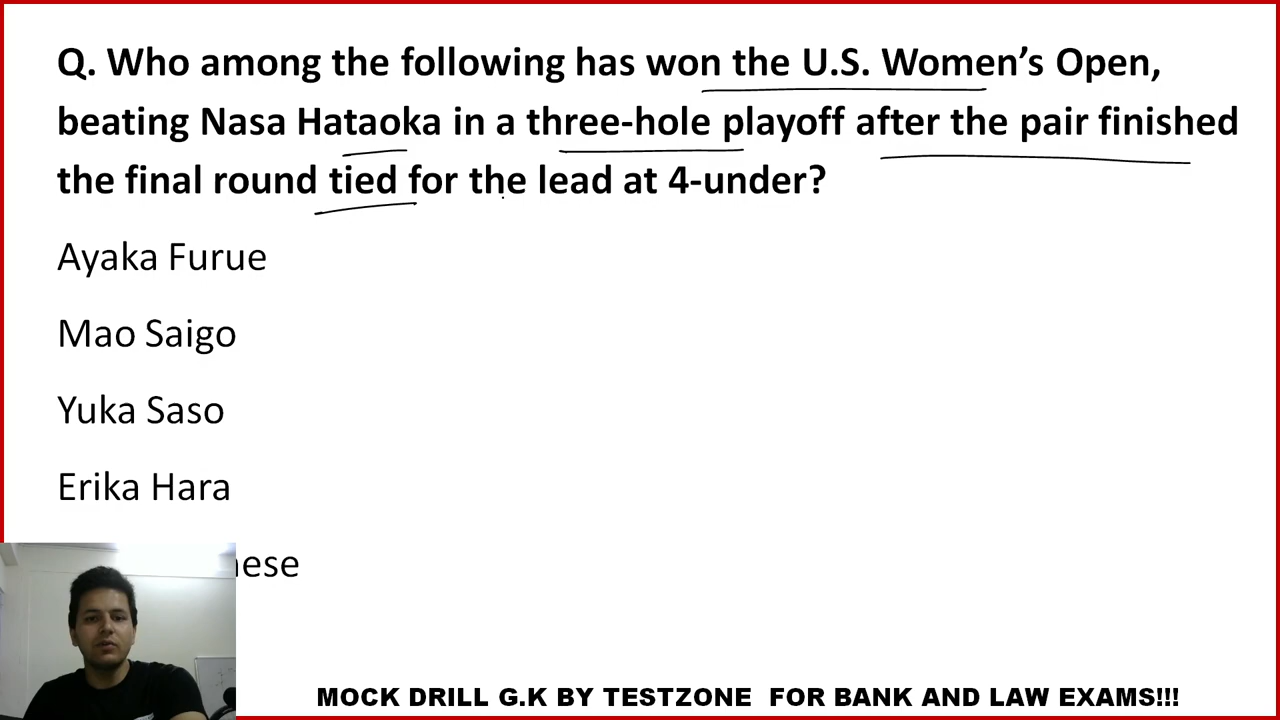 Q. Who among the following has won the U.S. Women’s Open,
beating Nasa Hataoka in a three-hole playoff after the pair finished
the final round tied for the lead at 4-under?
Ayaka Furue
Mao Saigo
Yuka Saso
Erika Hara
MOCK DRILL G.K BY TESTZONE FOR BANK AND LAW EXAMS!!!